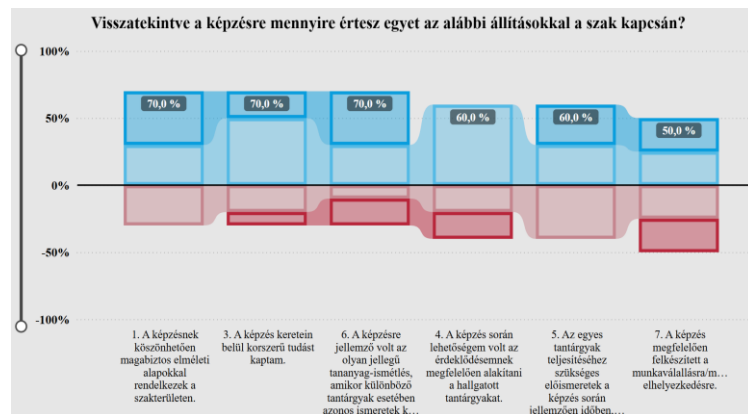 Visszatekintve a képzésre mennyire értesz egyet az alábbi állításokkal a szak kapcsán?
100%
50%
0%
-50%
-100%
70,0 %
70,0 %
70,0 %
60,0 %
60,0 %
50,0 %
1. A képzésnek
köszönhetően
magabiztos elméleti
alapokkal
rendelkezek a
szakterületen.
3. A képzés keretein
belül korszerű tudást
kaptam.
6. A képzésre
jellemző volt az
olyan jellegű
tananyag-ismétlés,
amikor különböző
tantárgyak esetében
azonos ismeretek k...
4. A képzés során
lehetőségem volt az
érdeklődésemnek
megfelelően alakítani
a hallgatott
tantárgyakat.
5. Az egyes
tantárgyak
teljesítéséhez
szükséges
előismeretek a
képzés során
jellemzően időben,...
7. A képzés
megfelelően
felkészített a
munkavállalásra/m...
elhelyezkedésre.